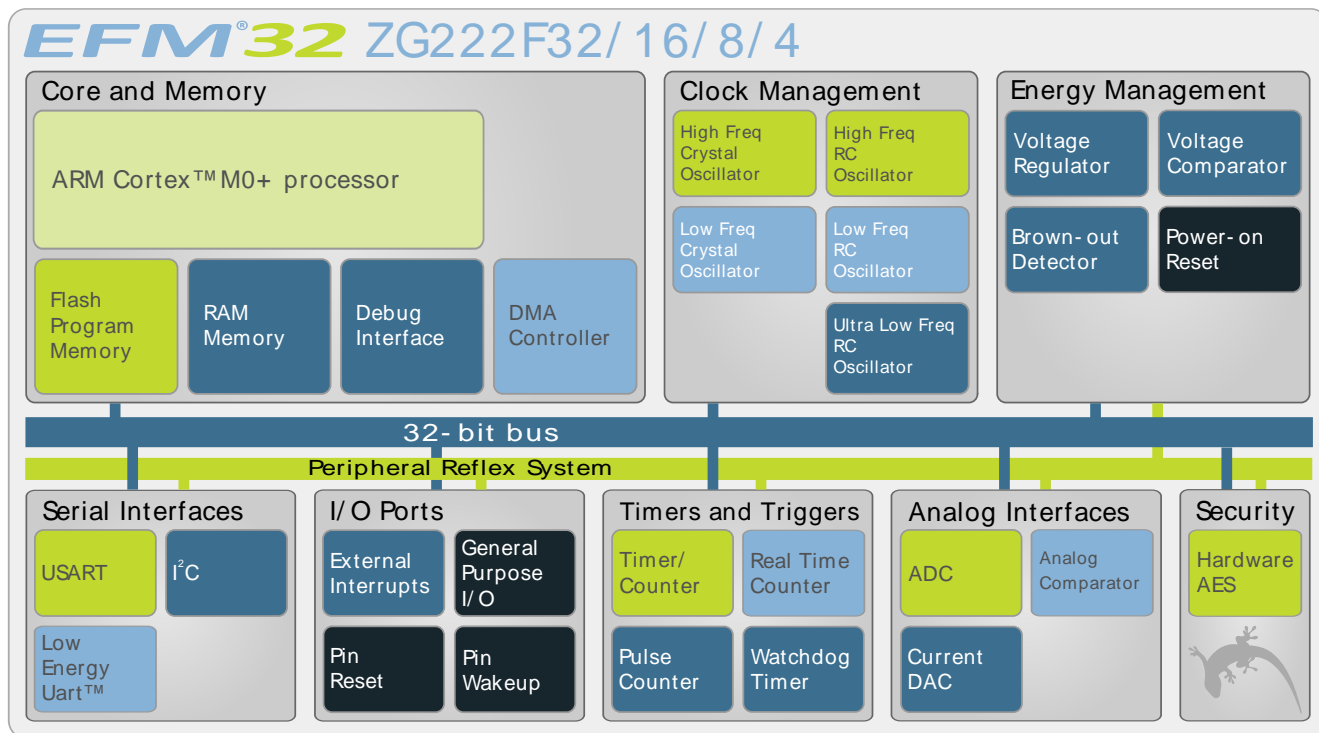 EFM®32 ZG222F32/16/8/4
Core and Memory
ARM Cortex™ M0+ processor
Flash
Program
Memory
RAM
Memory
Debug
Interface
DMA
Controller
Clock Management
High Freq
Crystal
Oscillator
High Freq
RC
Oscillator
Low Freq
Crystal
Oscillator
Low Freq
RC
Oscillator
Ultra Low Freq
RC
Oscillator
Energy Management
Voltage
Regulator
Voltage
Comparator
Brown-out
Detector
Power-on
Reset
32-bit bus
Peripheral Reflex System
Serial Interfaces
USART
I²C
Low
Energy
Uart™
I/O Ports
External
Interrupts
General
Purpose
I/O
Pin
Reset
Pin
Wakeup
Timers and Triggers
Timer/
Counter
Real Time
Counter
Pulse
Counter
Watchdog
Timer
Analog Interfaces
ADC
Analog
Comparator
Current
DAC
Security
Hardware
AES